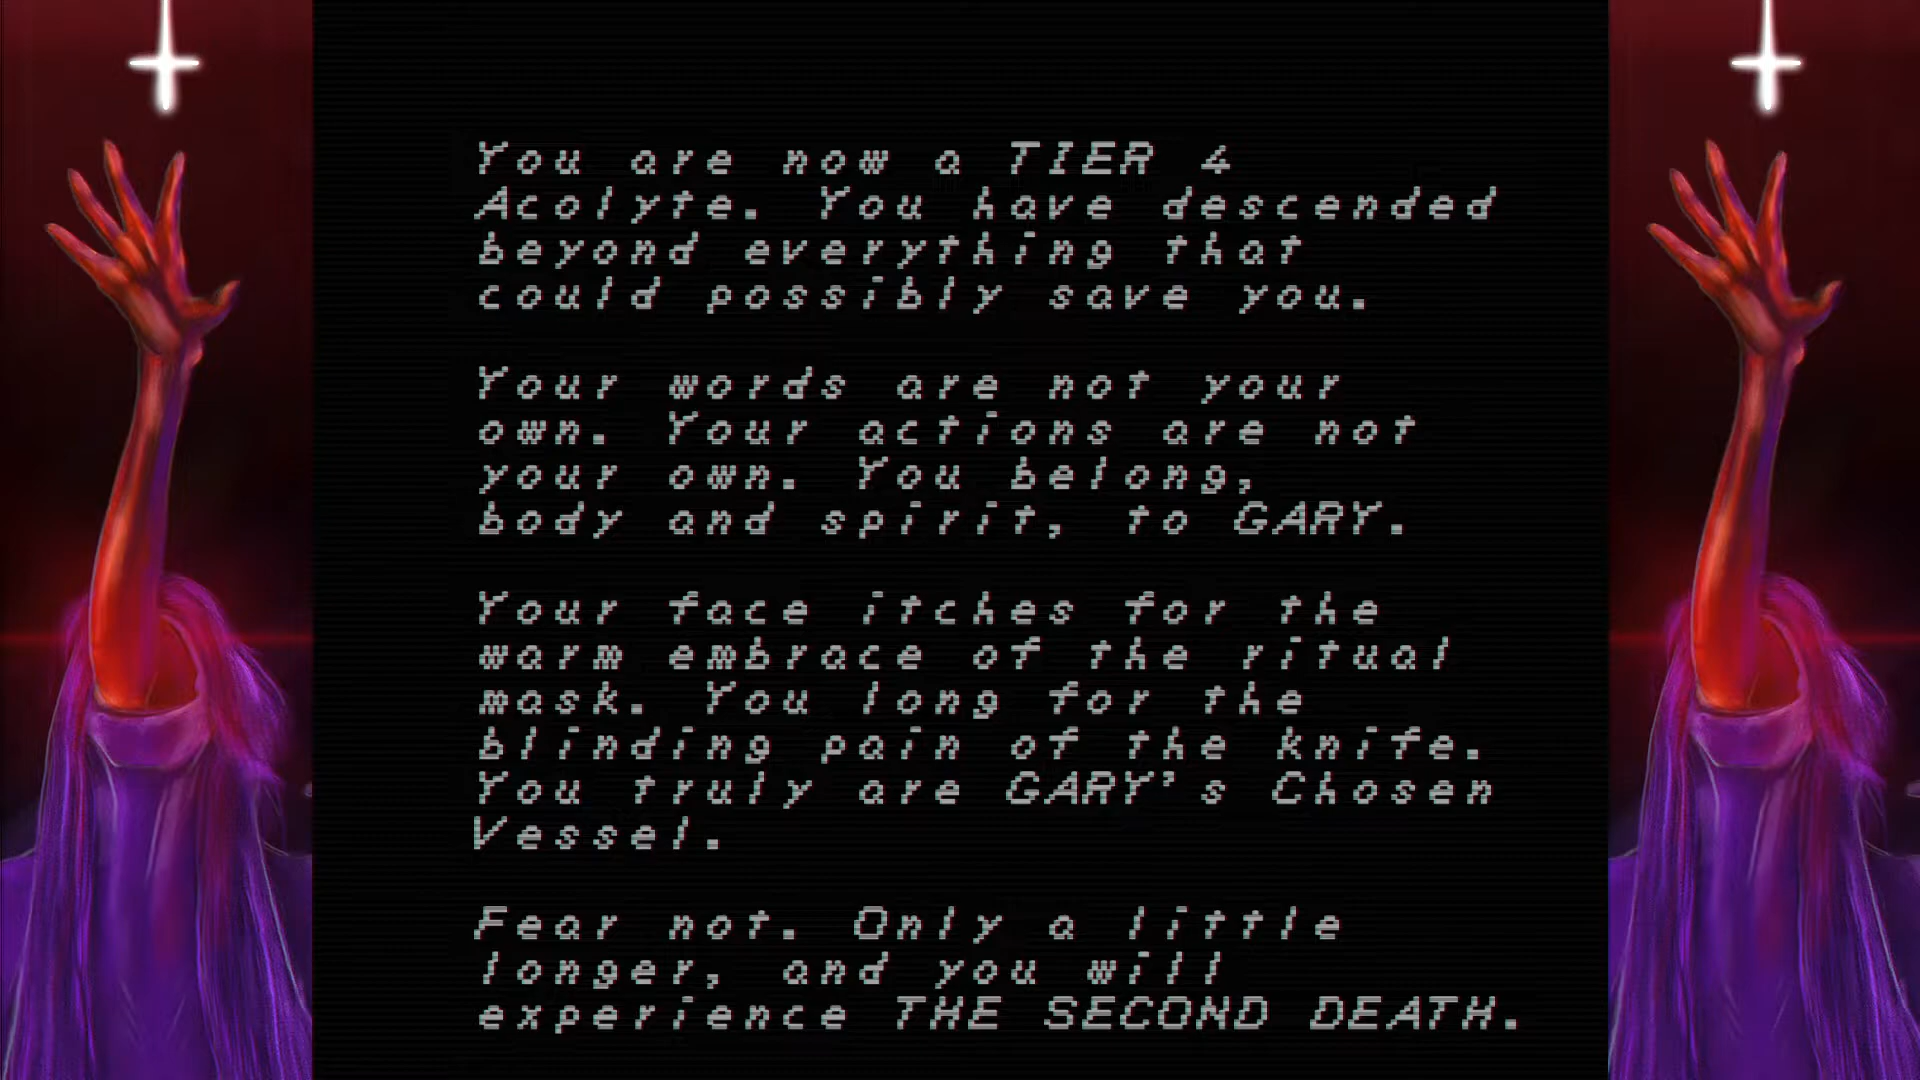 You are now a TIER 4
Acolyte. You have descended
beyond everything that
could possibly save you.
Your words are not your
own. Your actions are not
your own. You belong,
body and spirit, to GARY.
Your face itches for the
warm embrace of the ritual
mask. You long for the
blinding pain of the knife.
You truly are GARY's Chosen
Vessel.
Fear not. Only a little
longer, and you will
experience THE SECOND DEATH.